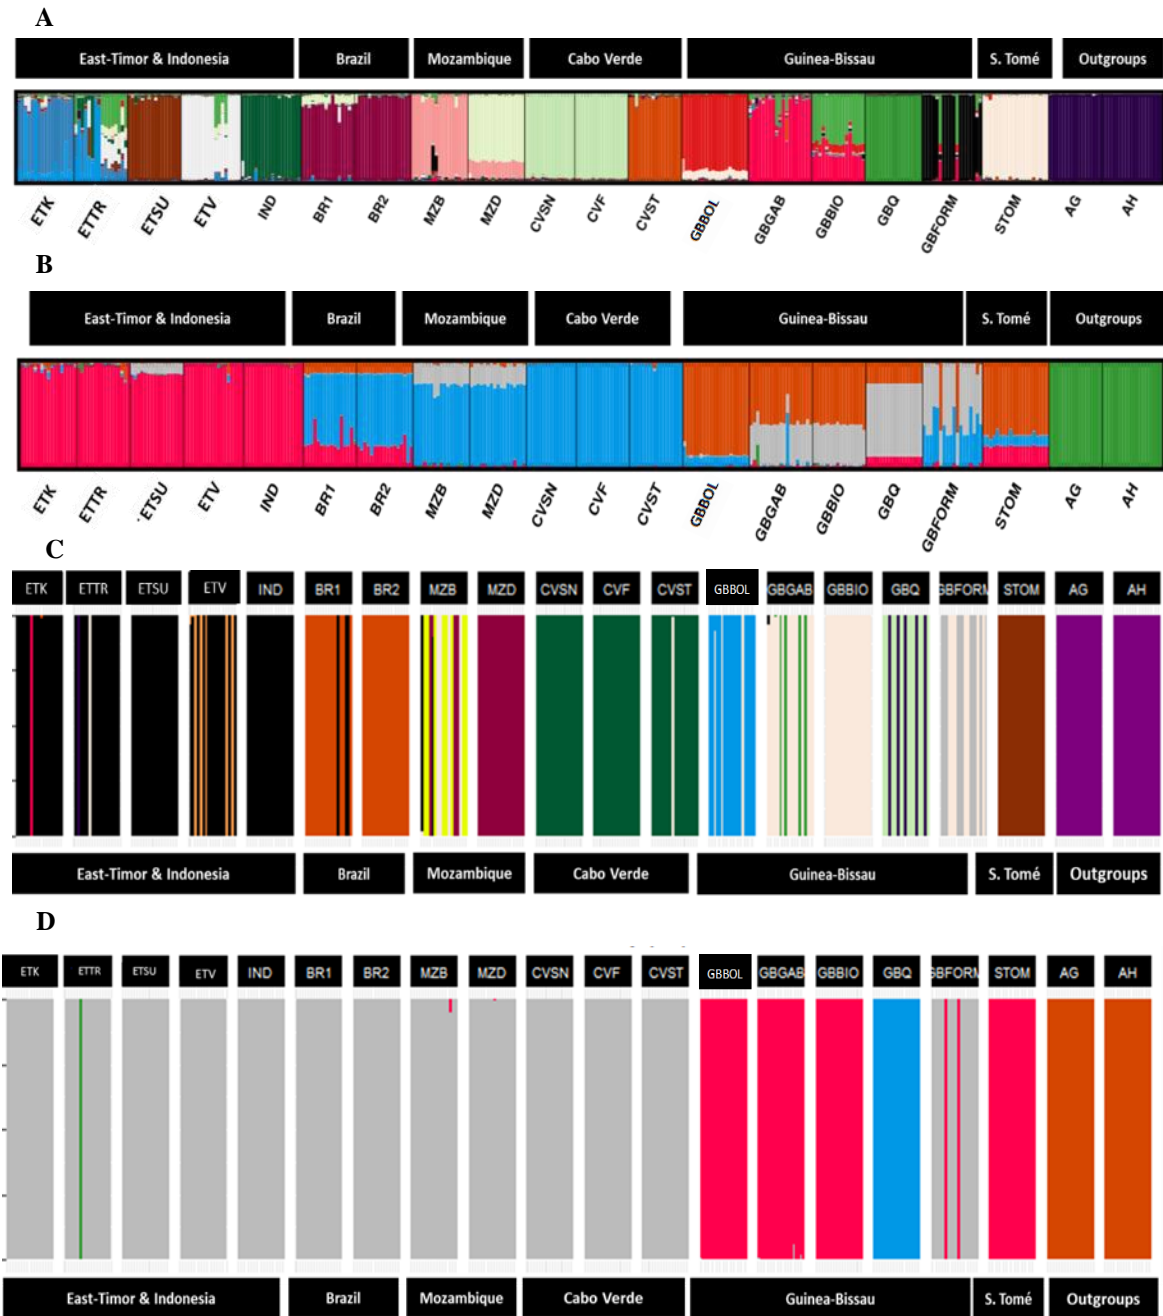 A
East-Timor & Indonesia Brazil Mozambique Cabo Verde Guinea-Bissau S. Tomé Outgroups
ETK ETTR ETSU ETV IND BR1 BR2 MZB MZD CVSN CVF CVST GBBOL GBGAB GBBIO GBQ GBFORM STOM AG AH
B
East-Timor & Indonesia Brazil Mozambique Cabo Verde Guinea-Bissau S. Tomé Outgroups
ETK ETTR ETSU ETV IND BR1 BR2 MZB MZD CVSN CVF CVST GBBOL GBGAB GBBIO GBQ GBFORM STOM AG AH
C
ETK ETTR ETSU ETV IND BR1 BR2 MZB MZD CVSN CVF CVST GBBOL GBGAB GBBIO GBQ GBFORM STOM AG AH
East-Timor & Indonesia Brazil Mozambique Cabo Verde Guinea-Bissau S. Tomé Outgroups
D
ETK ETTR ETSU ETV IND BR1 BR2 MZB MZD CVSN CVF CVST GBBOL GBGAB GBBIO GBQ GBFORM STOM AG AH
East-Timor & Indonesia Brazil Mozambique Cabo Verde Guinea-Bissau S. Tomé Outgroups